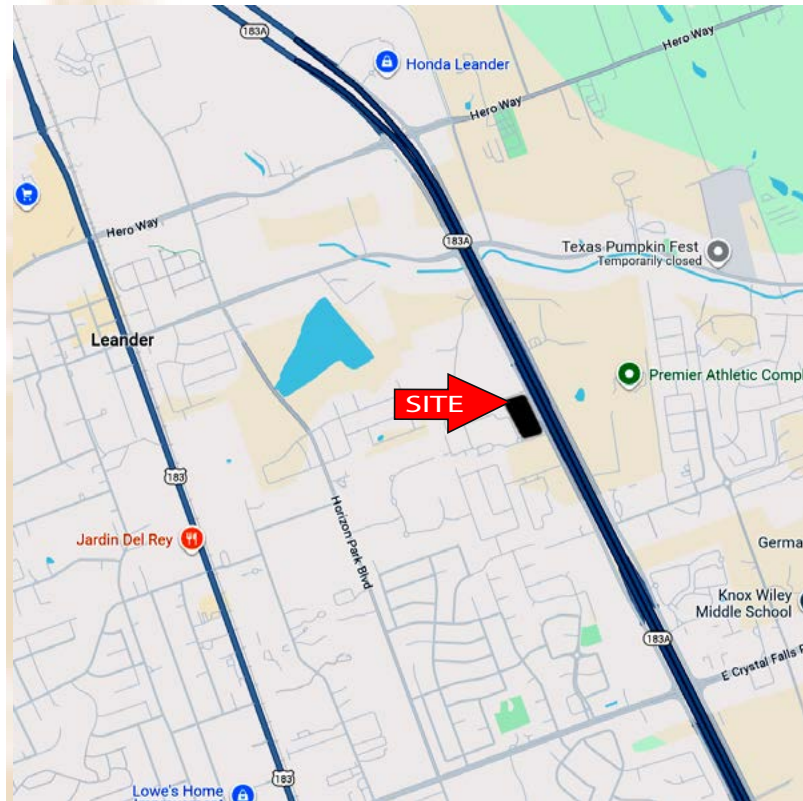 183A
Honda Leander
Hero Way
Hero Way
Hero Way
183A
Texas Pumpkin Fest
Temporarily closed
Leander
Premier Athletic Compl
SITE
183
Horizon Park Blvd
Jardin Del Rey
Germa
Knox Wiley
Middle School
183A
E Crystal Falls P
183
Lowe's Home